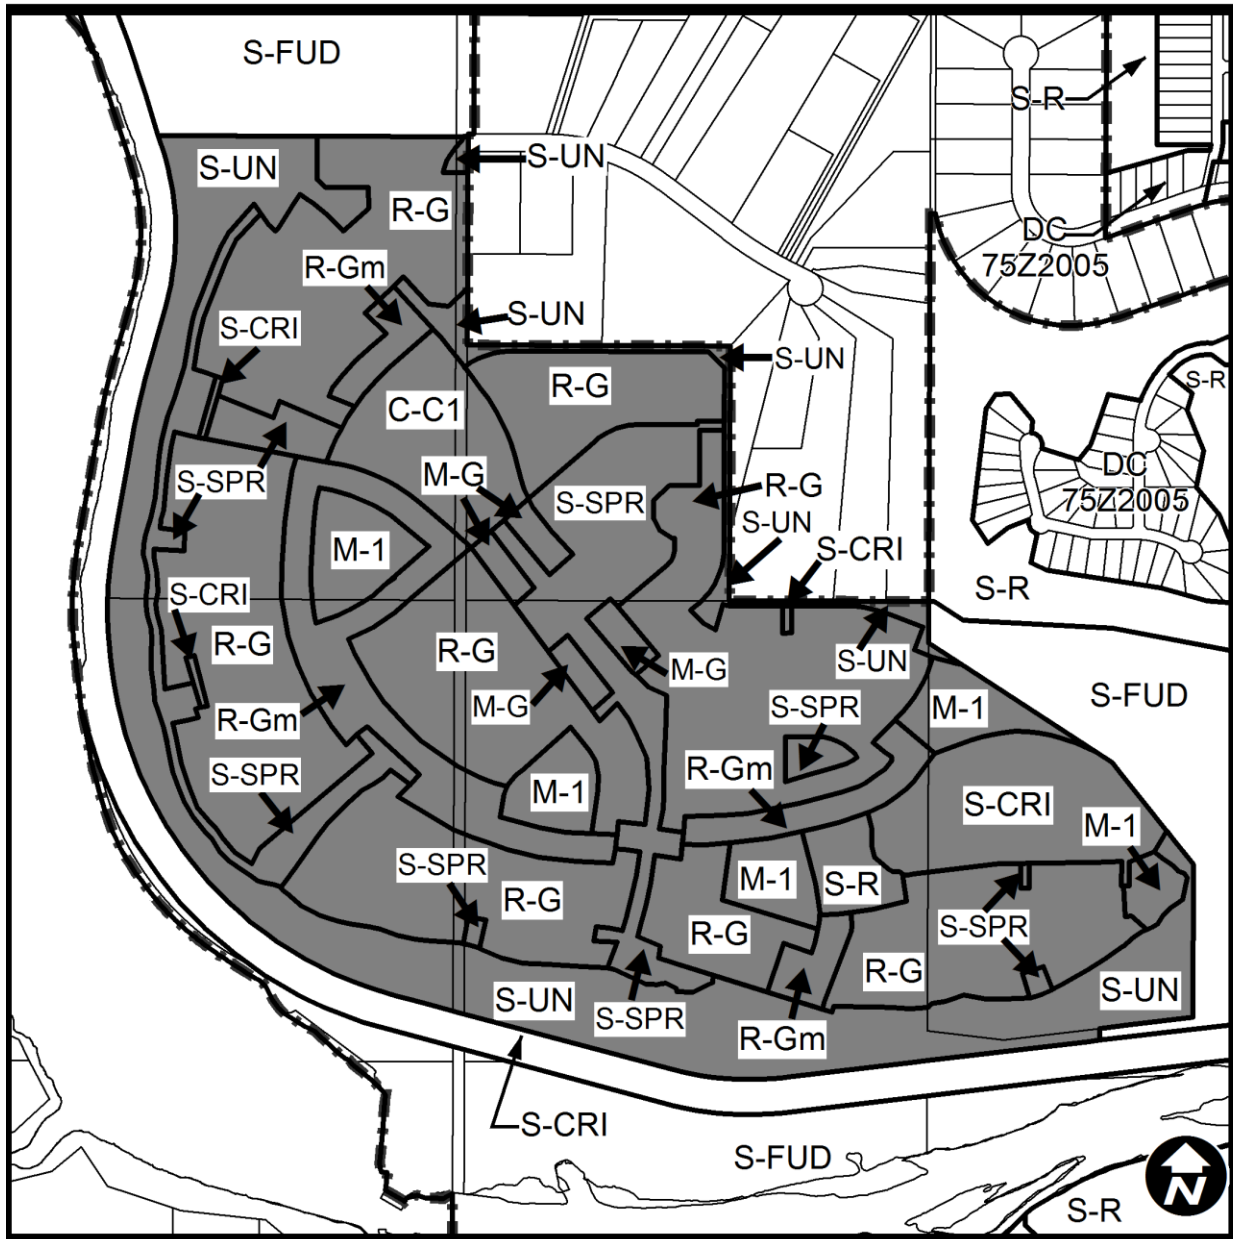 S-FUD
S-R
S-UN
S-UN
R-G
DC
75Z2005
R-Gm
S-UN
S-CRI
S-UN
R-G
S-R
C-C1
M-G
DC
75Z2005
S-SPR
S-SPR
R-G
S-UN
M-1
S-CRI
S-CRI
S-R
R-G
R-G
M-G
S-UN
S-FUD
M-G
S-SPR
M-1
R-Gm
S-SPR
R-Gm
M-1
S-CRI
M-1
S-SPR
M-1
S-R
R-G
S-SPR
R-G
R-G
S-UN
S-UN
S-SPR
R-Gm
S-CRI
S-FUD
S-R
N